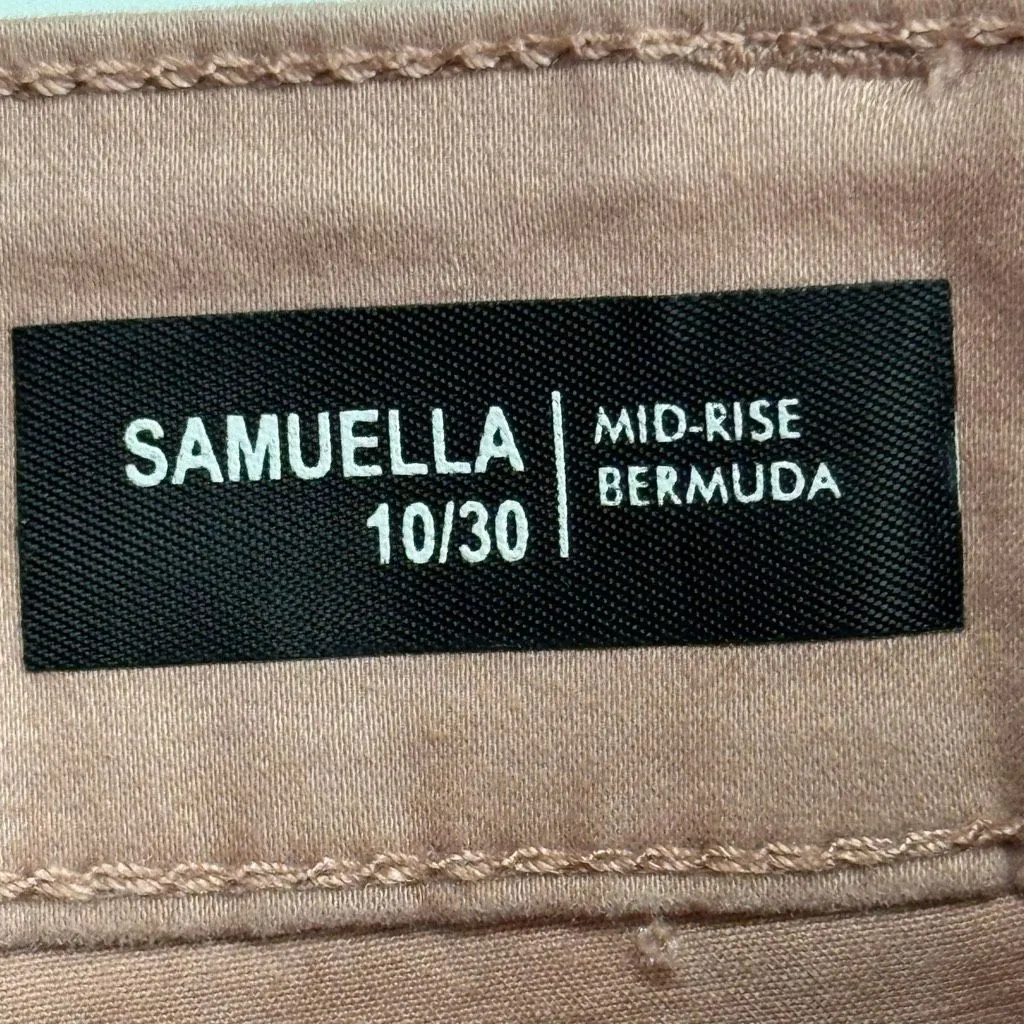 SAMUELLA
10/30
MID-RISE
BERMUDA